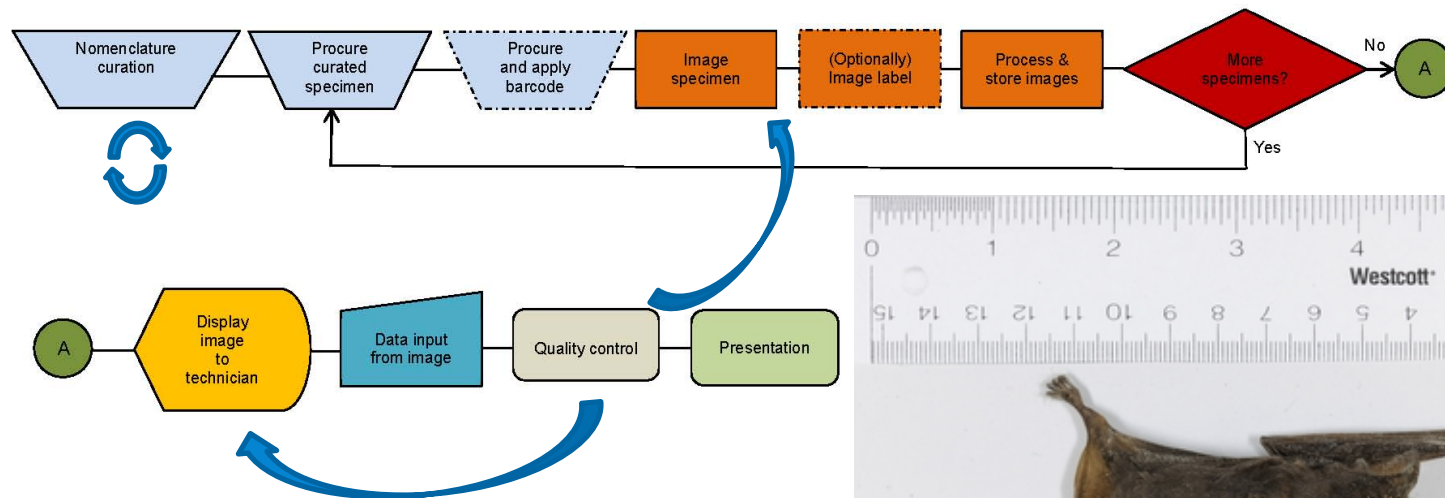 Nomenclature
curation
Procure
curated
specimen
Procure
and apply
barcode
Image
specimen
(Optionally)
Image label
Process &
store images
More
specimens?
No
A
Yes
0 1 2 3 4
Westcott
15 14 13 12 11 10 9 8 7 6 5 4
A
Display
image
to
technician
Data input
from image
Quality control
Presentation